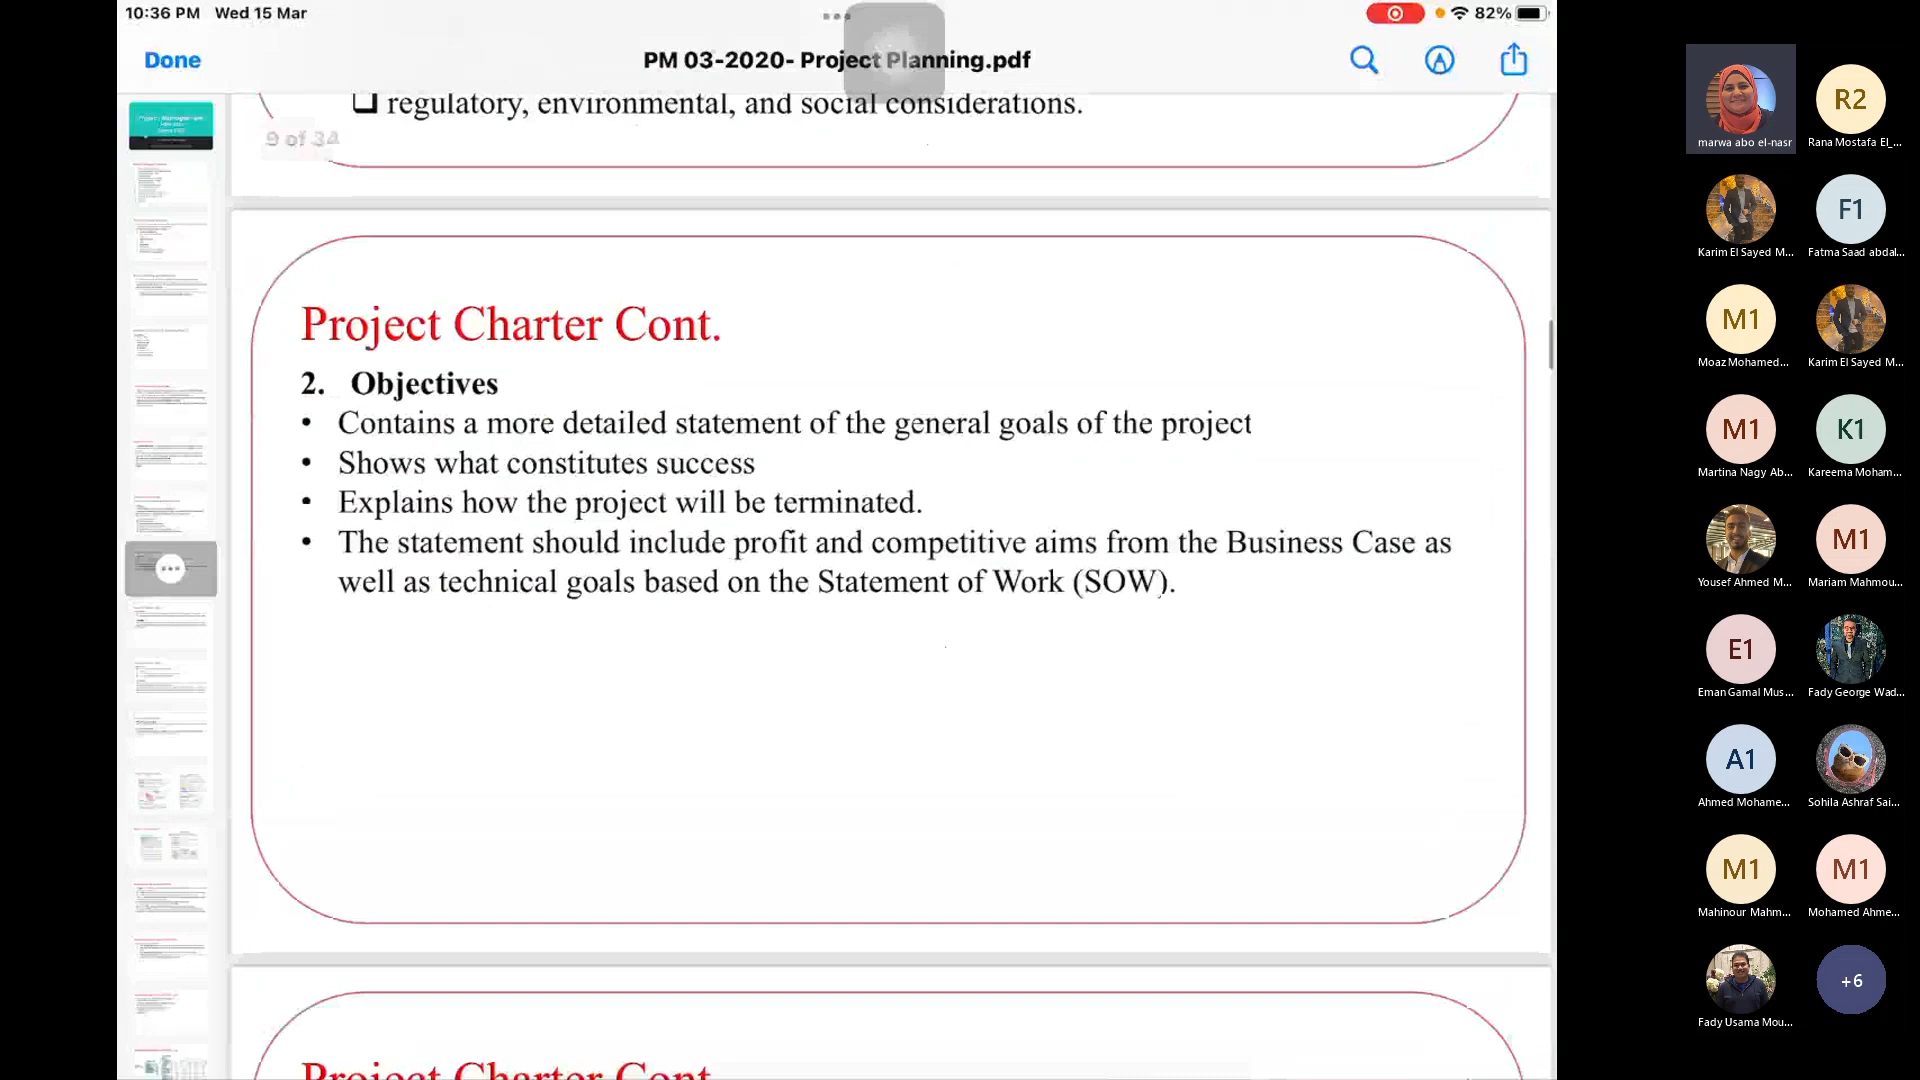 10:36 PM Wed 15 Mar
82%
Done
PM 03-2020- Project Planning.pdf
❑ regulatory, environmental, and social considerations.
9 of 34
Project Charter Cont.
2. Objectives
• Contains a more detailed statement of the general goals of the project
• Shows what constitutes success
• Explains how the project will be terminated.
• The statement should include profit and competitive aims from the Business Case as
well as technical goals based on the Statement of Work (SOW).
Project Charter Cont.
marwa abo el-nasr
R2
Rana Mostafa El_...
Karim El Sayed M...
F1
Fatma Saad abdal...
M1
Moaz Mohamed...
Karim El Sayed M...
M1
Martina Nagy Ab...
K1
Kareema Moham...
Yousef Ahmed M...
M1
Mariam Mahmou...
E1
Eman Gamal Mus...
Fady George Wad...
A1
Ahmed Mohame...
Sohila Ashraf Sai...
M1
Mahinour Mahm...
M1
Mohamed Ahme...
Fady Usama Mou...
+6